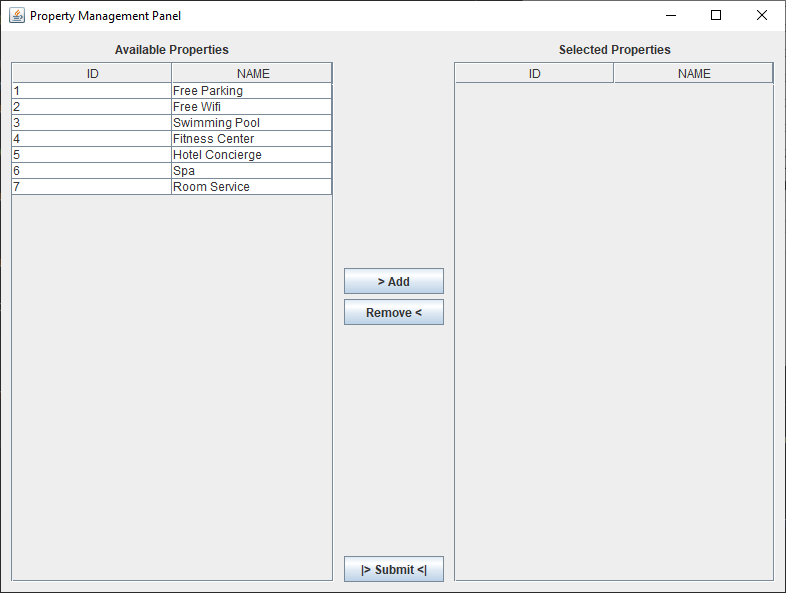 Property Management Panel
Available Properties
ID NAME
1 Free Parking
2 Free Wifi
3 Swimming Pool
4 Fitness Center
5 Hotel Concierge
6 Spa
7 Room Service
> Add
Remove <
|> Submit <|
Selected Properties
ID NAME